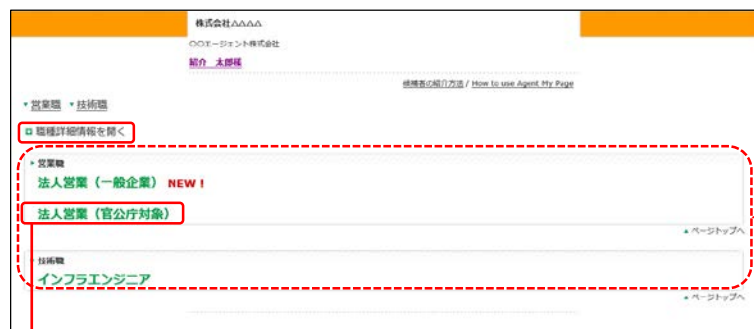 株式会社△△△△
〇〇エージェント株式会社
紹介　太郎様
候補者の紹介方法 / How to use Agent My Page
▼営業職 ▼技術職
職種詳細情報を開く
営業職
法人営業（一般企業） NEW！
法人営業（官公庁対象）
▲ページトップへ
技術職
インフラエンジニア
▲ページトップへ